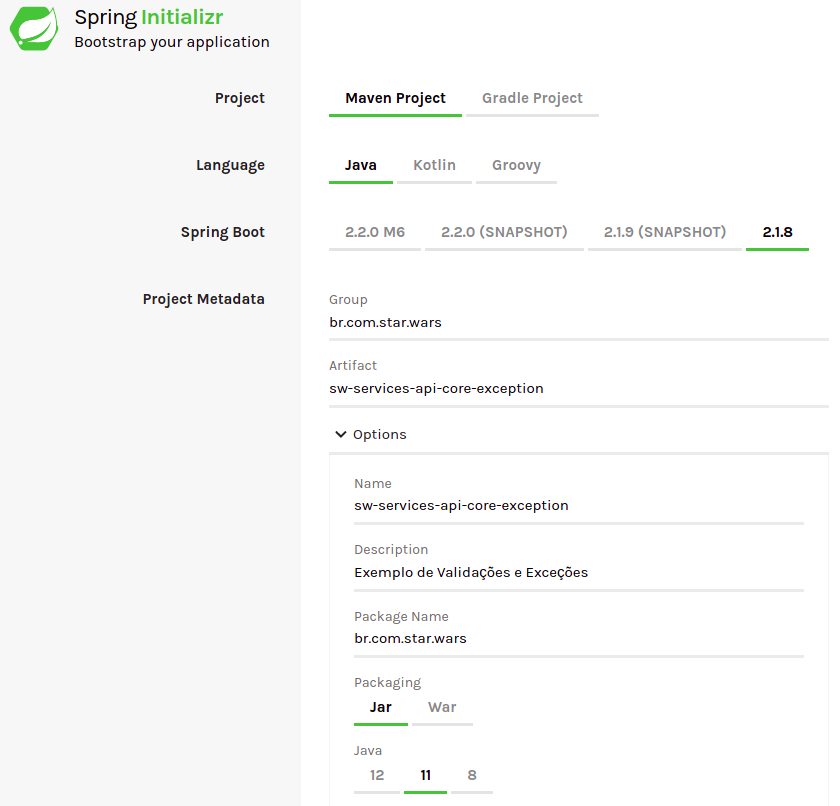 Spring Initializr
Bootstrap your application
Project
Maven Project Gradle Project
Language
Java Kotlin Groovy
Spring Boot
2.2.0 M6 2.2.0 (SNAPSHOT) 2.1.9 (SNAPSHOT) 2.1.8
Project Metadata
Group
br.com.star.wars
Artifact
sw-services-api-core-exception
Options
Name
sw-services-api-core-exception
Description
Exemplo de Validações e Exceções
Package Name
br.com.star.wars
Packaging
Jar War
Java
12 11 8